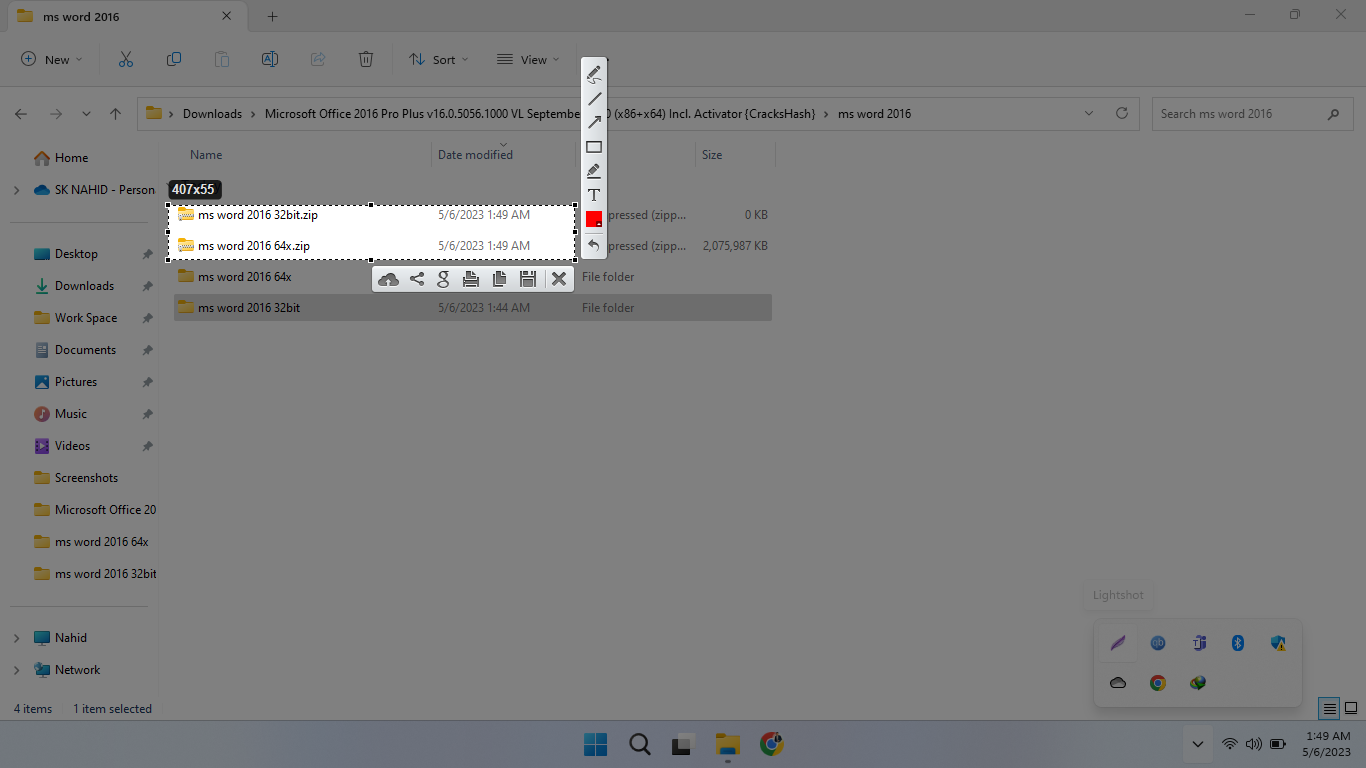 ms word 2016
New
Sort
View
Downloads
Microsoft Office 2016 Pro Plus v16.0.5056.1000 VL Septembe
0 (x86+x64) Incl. Activator {CracksHash}
ms word 2016
Search ms word 2016
Name
Date modified
Size
Home
SK NAHID - Person
407x55
ms word 2016 32bit.zip
5/6/2023 1:49 AM
pressed (zipp...
0 KB
ms word 2016 64x.zip
5/6/2023 1:49 AM
pressed (zipp...
2,075,987 KB
ms word 2016 64x
File folder
ms word 2016 32bit
5/6/2023 1:44 AM
File folder
Desktop
Downloads
Work Space
Documents
Pictures
Music
Videos
Screenshots
Microsoft Office 20
ms word 2016 64x
ms word 2016 32bit
Nahid
Network
Lightshot
4 items
1 item selected
1:49 AM
5/6/2023